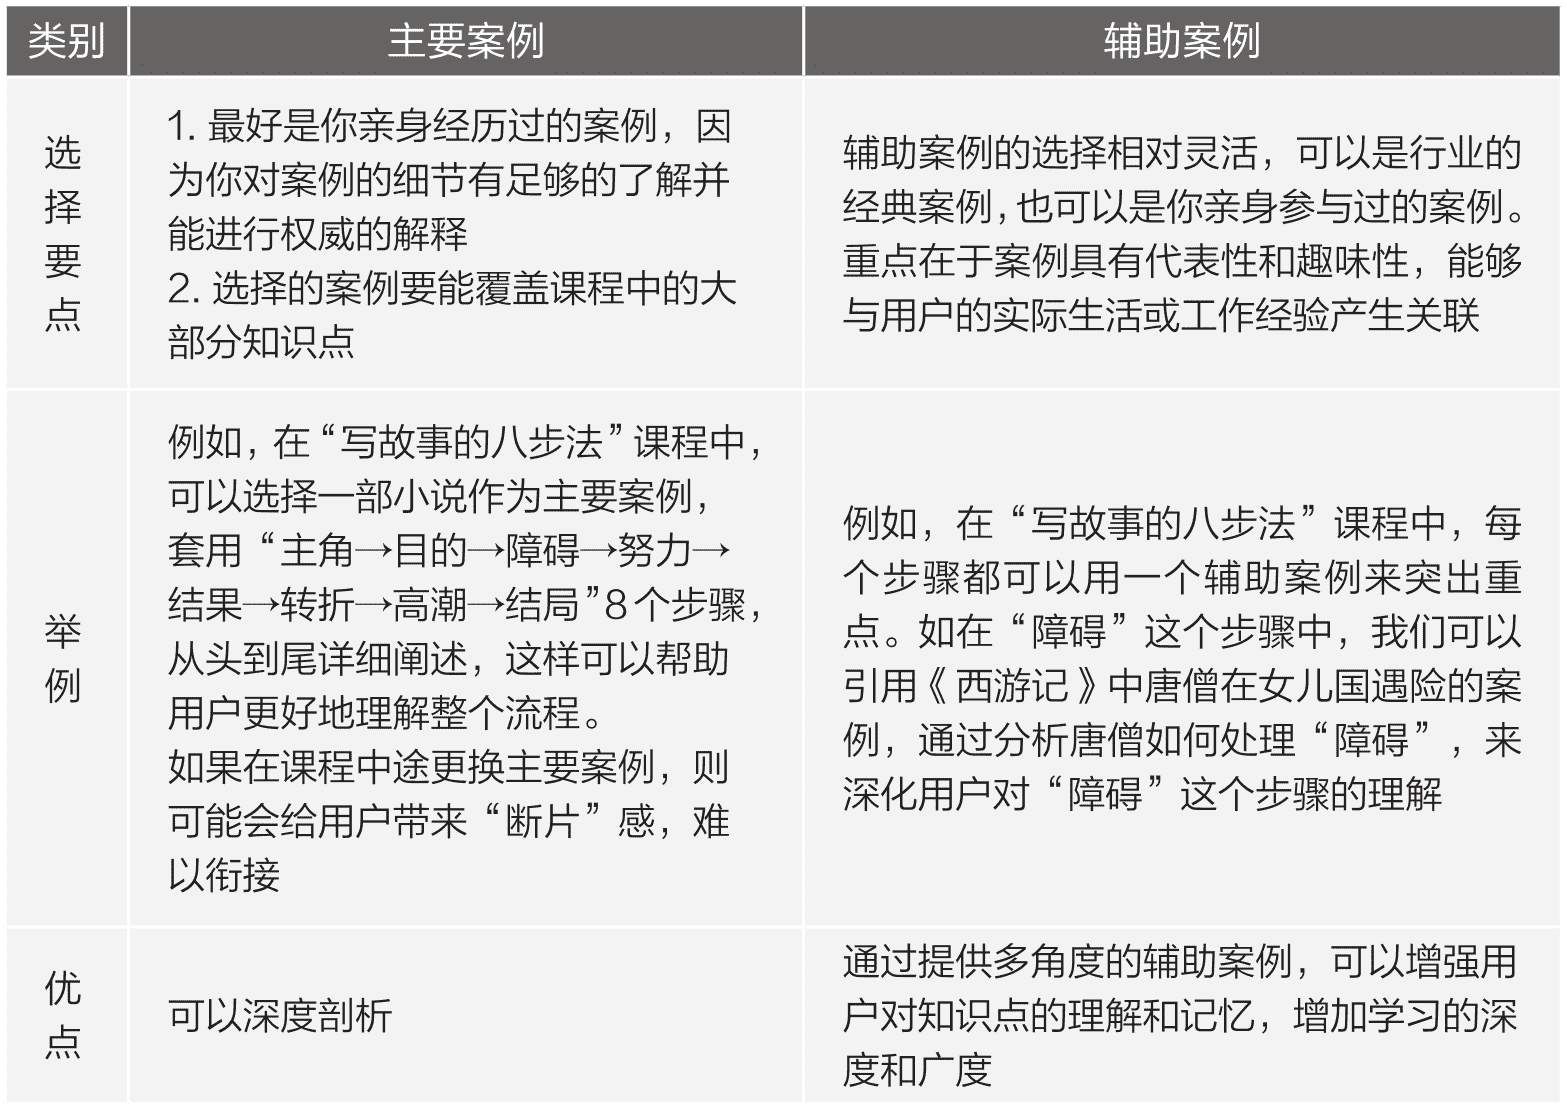 类别
主要案例
辅助案例
选择要点
1. 最好是你亲身经历过的案例，因
为你对案例的细节有足够的了解并
能进行权威的解释
2. 选择的案例要能覆盖课程中的大
部分知识点
辅助案例的选择相对灵活，可以是行业的
经典案例，也可以是你亲身参与过的案例。
重点在于案例具有代表性和趣味性，能够
与用户的实际生活或工作经验产生关联
举例
例如，在“写故事的八步法”课程中，
可以选择一部小说作为主要案例，
套用“主角→目的→障碍→努力→
结果→转折→高潮→结局”8个步骤，
从头到尾详细阐述，这样可以帮助
用户更好地理解整个流程。
如果在课程中途更换主要案例，则
可能会给用户带来“断片”感，难
以衔接
例如，在“写故事的八步法”课程中，每
个步骤都可以用一个辅助案例来突出重
点。如在“障碍”这个步骤中，我们可以
引用《西游记》中唐僧在女儿国遇险的案
例，通过分析唐僧如何处理“障碍”，来
深化用户对“障碍”这个步骤的理解
优点
可以深度剖析
通过提供多角度的辅助案例，可以增强用
户对知识点的理解和记忆，增加学习的深
度和广度